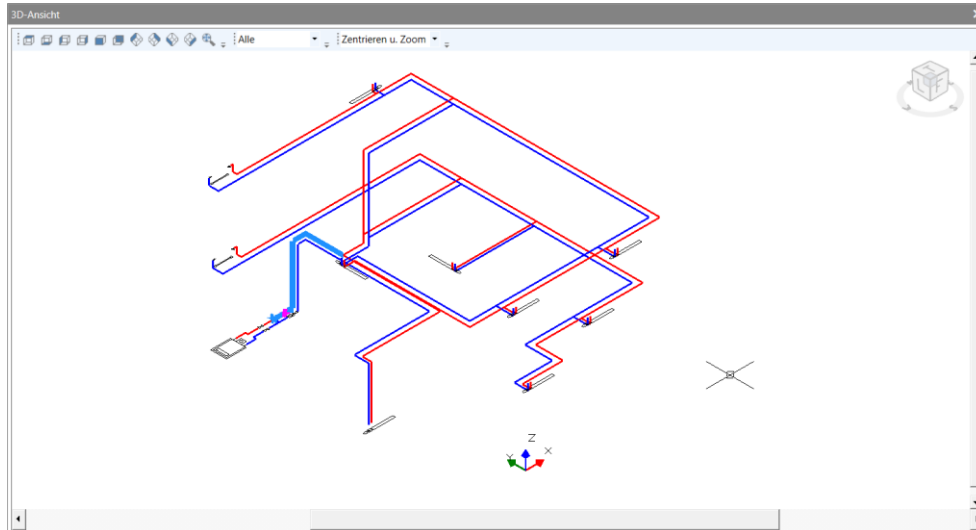 3D-Ansicht
Alle
Zentrieren u. Zoom
T
L F
Z
Y
X